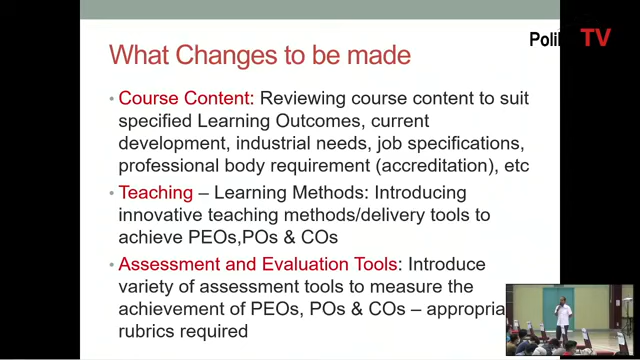 Polik TV
What Changes to be made
• Course Content: Reviewing course content to suit
specified Learning Outcomes, current
development, industrial needs, job specifications,
professional body requirement (accreditation), etc
• Teaching – Learning Methods: Introducing
innovative teaching methods/delivery tools to
achieve PEOs,POs & COs
• Assessment and Evaluation Tools: Introduce
variety of assessment tools to measure the
achievement of PEOs, POs & COs – appropria
rubrics required